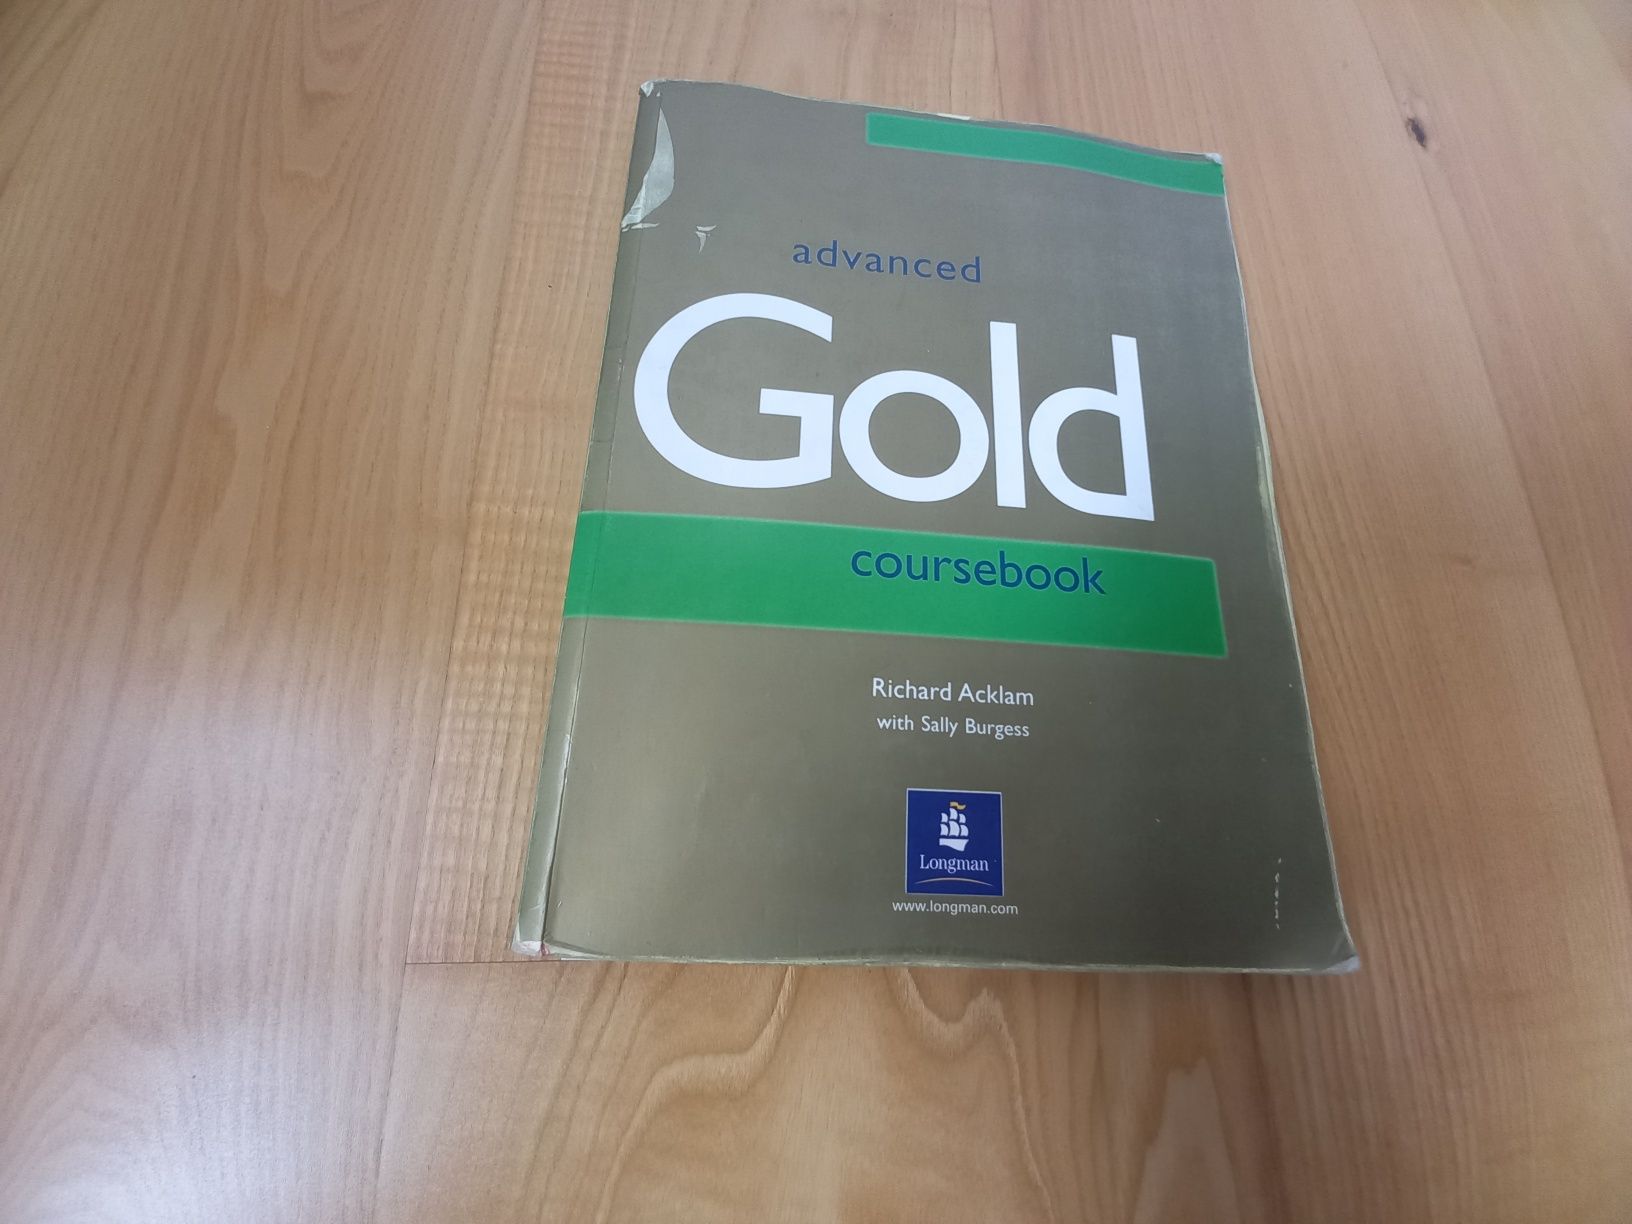 advanced
Gold
coursebook
Richard Acklam
with Sally Burgess
Longman
www.longman.com